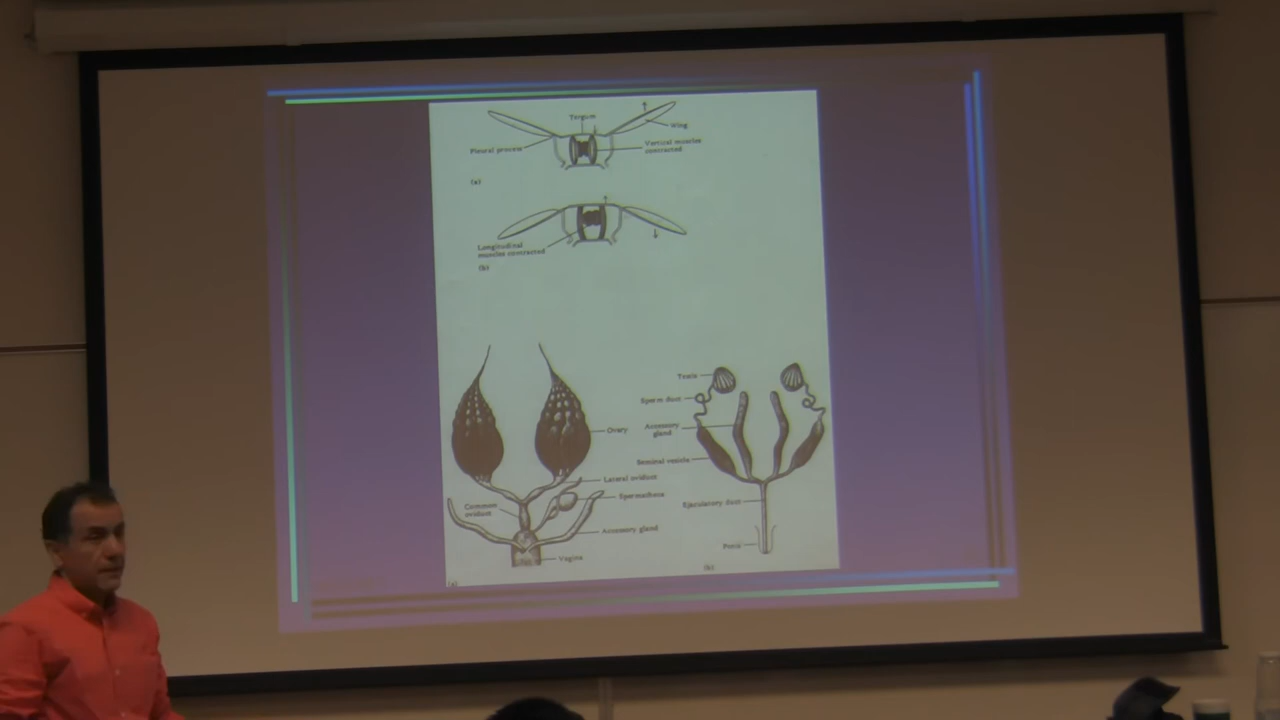 Tergum
Wing
Pleural process
Vertical muscles
contracted
(a)
Longitudinal
muscles contracted
(b)
Testis
Sperm duct
Accessory
gland
Ovary
Seminal vesicle
Lateral oviduct
Spermatheca
Common
oviduct
Ejaculatory duct
Accessory gland
Penis
Vagina
(a)
(b)